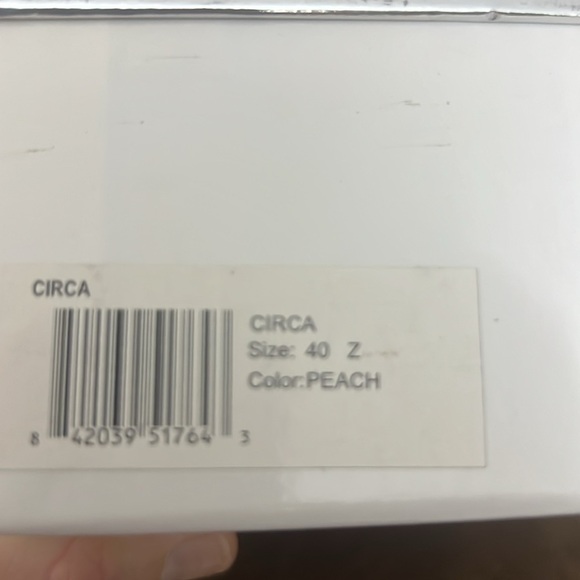 CIRCA
CIRCA
Size: 40 Z
Color:PEACH
8 42039 51764 3